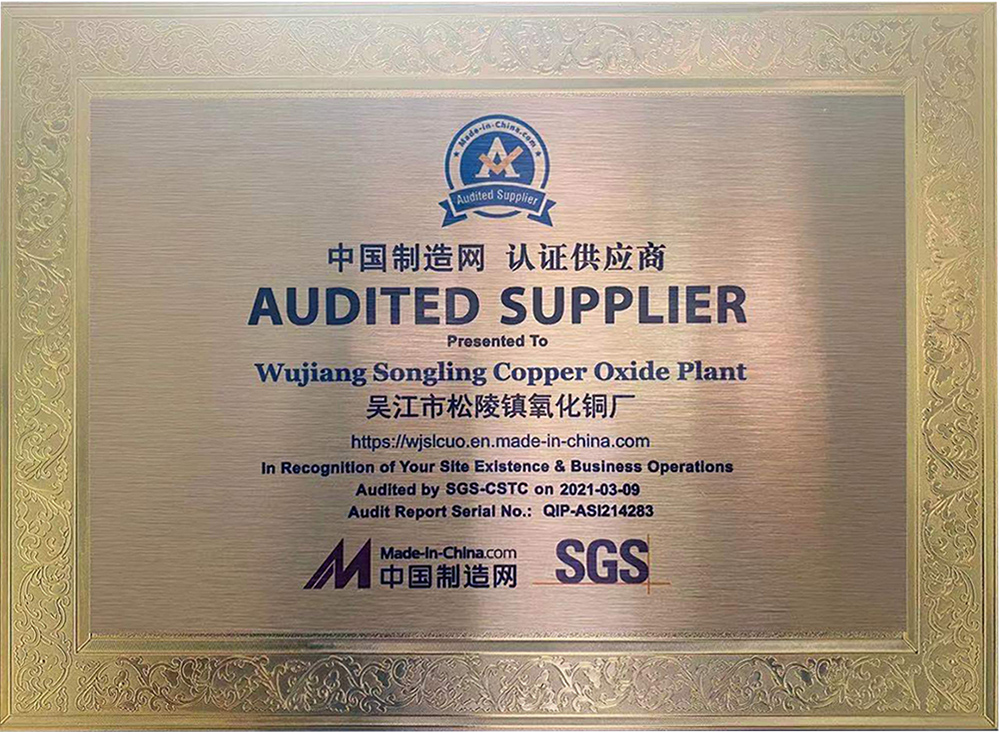 Made-in-China.com
Audited Supplier
中国制造网 认证供应商
AUDITED SUPPLIER
Presented To
Wujiang Songling Copper Oxide Plant
吴江市松陵镇氧化铜厂
https://wjslcuo.en.made-in-china.com
in Recognition of Your Site Existence & Business Operations
Audited by SGS-CSTC on 2021-03-09
Audit Report Serial No.: QIP-ASI214283
Made-in-China.com
中国制造网
SGS